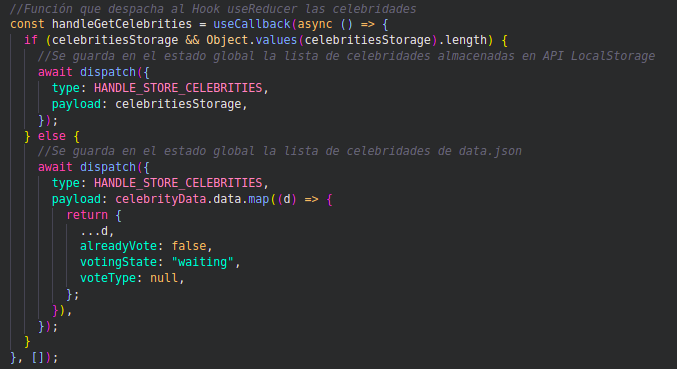 //Función que despacha al Hook useReducer las celebridades
const handleGetCelebrities = useCallback(async () => {
  if (celebritiesStorage && Object.values(celebritiesStorage).length) {
    //Se guarda en el estado global la lista de celebridades almacenadas en API LocalStorage
    await dispatch({
      type: HANDLE_STORE_CELEBRITIES,
      payload: celebritiesStorage,
    });
  } else {
    //Se guarda en el estado global la lista de celebridades de data.json
    await dispatch({
      type: HANDLE_STORE_CELEBRITIES,
      payload: celebrityData.data.map((d) => {
        return {
          ...d,
          alreadyVote: false,
          votingState: "waiting",
          voteType: null,
        };
      }),
    });
  }
}, []);